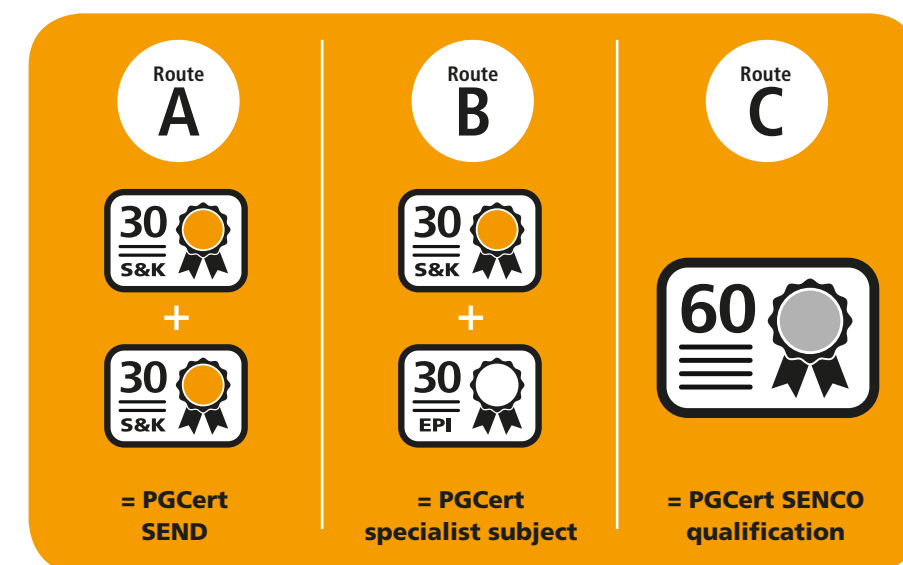 Route
A
30
S&K
+
30
S&K
= PGCert
SEND
Route
B
30
S&K
+
30
EPI
= PGCert
specialist subject
Route
C
60
= PGCert SENCO
qualification